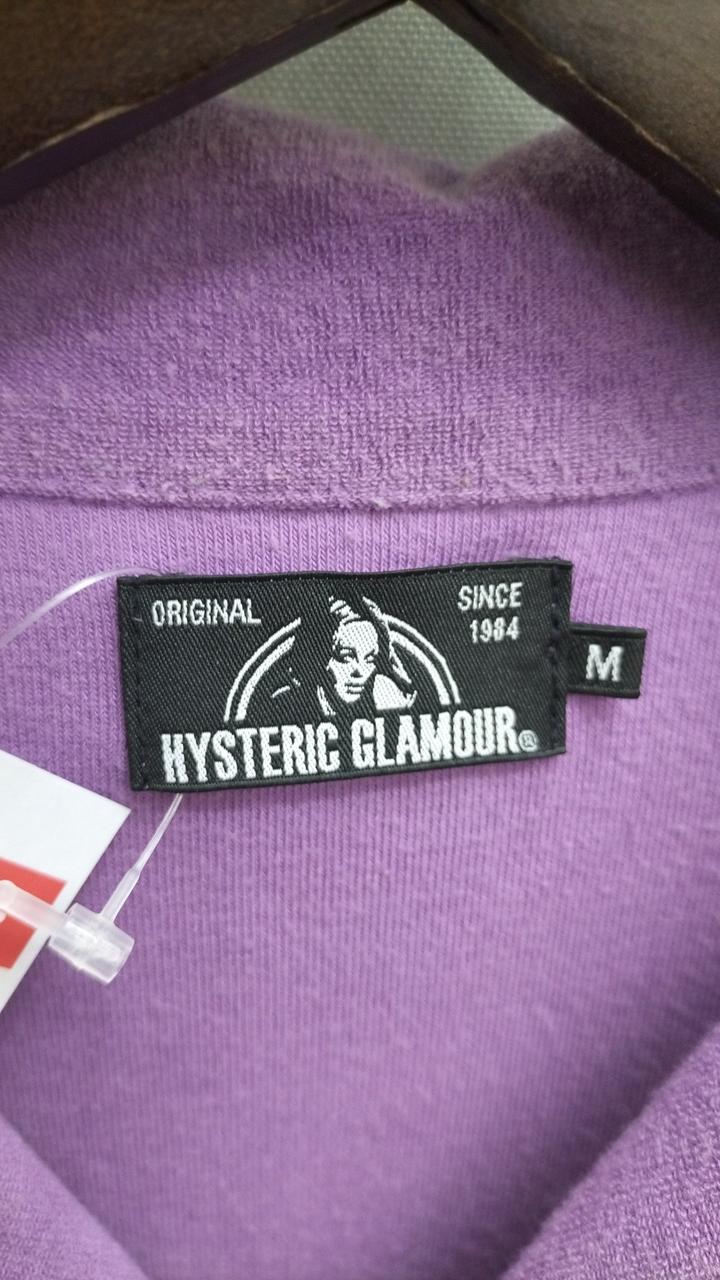 ORIGINAL
SINCE
1984
M
HYSTERIC GLAMOUR®